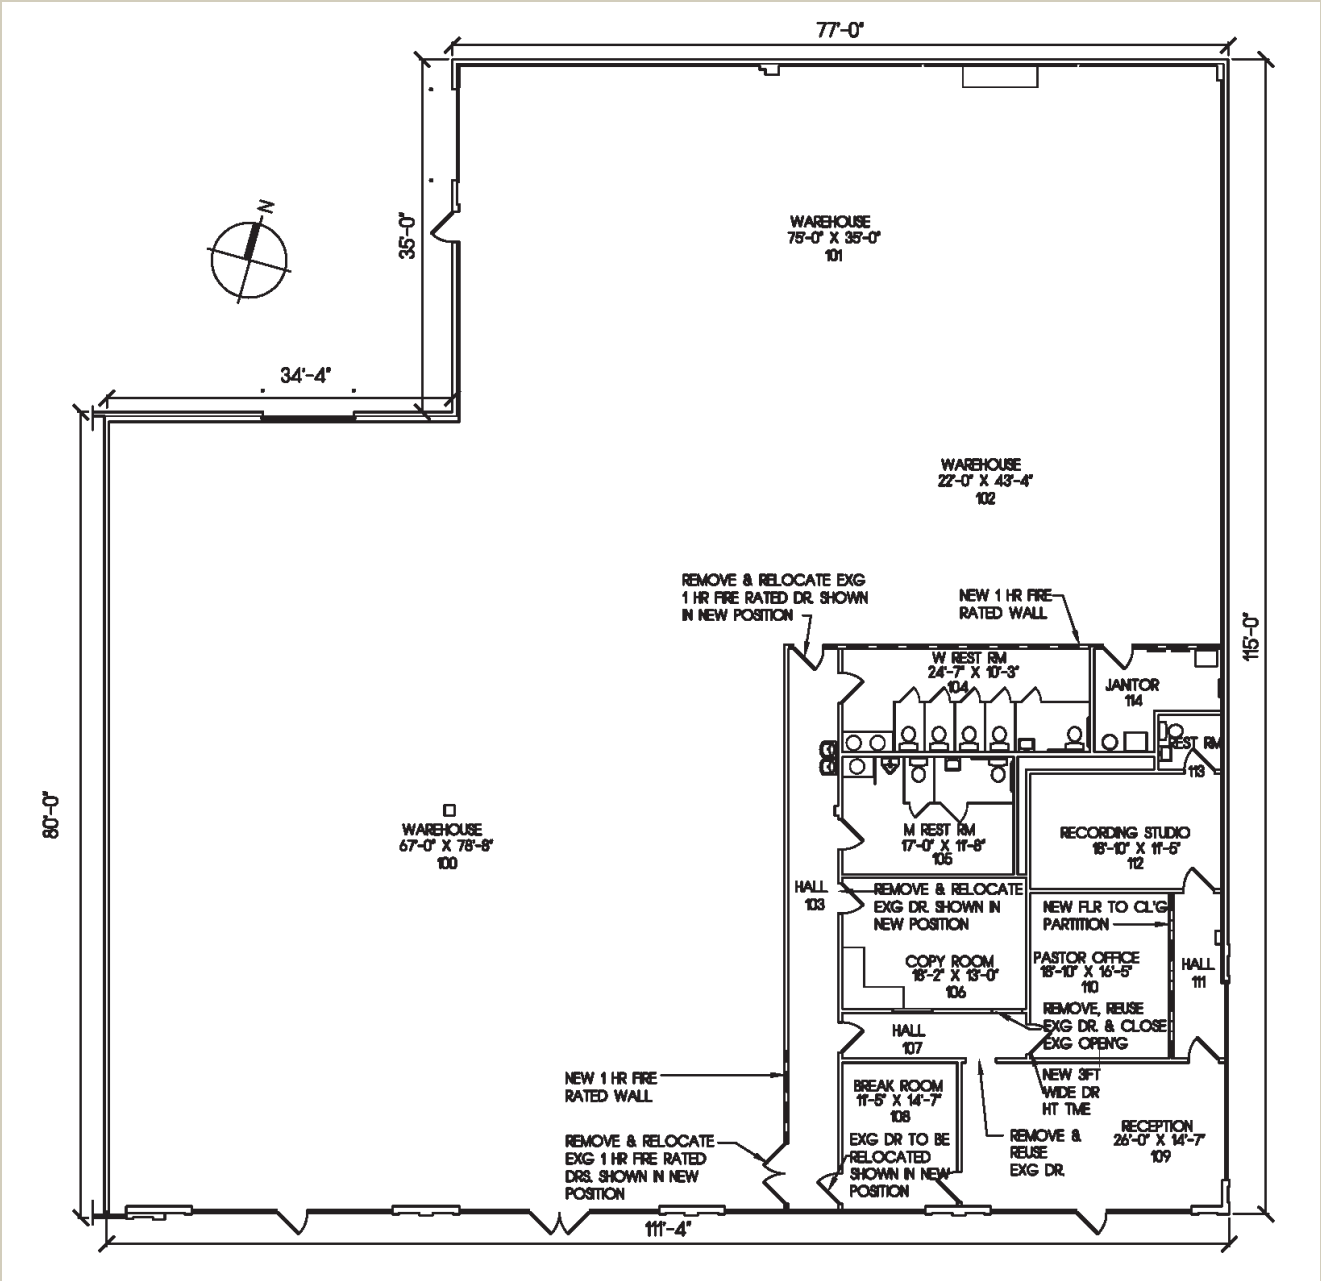 77'-0"
N
35'-0"
WAREHOUSE
75'-0" X 35'-0"
101
34'-4"
WAREHOUSE
22'-0" X 43'-4"
102
REMOVE & RELOCATE EXG
1 HR FIRE RATED DR. SHOWN
IN NEW POSITION
NEW 1 HR FIRE
RATED WALL
115'-0"
W REST RM
24'-7" X 10'-3"
104
JANITOR
114
REST RM
113
80'-0"
WAREHOUSE
67'-0" X 78'-8"
100
M REST RM
17'-0" X 11'-8"
105
RECORDING STUDIO
18'-10" X 11'-5"
112
HALL
103
REMOVE & RELOCATE
EXG DR. SHOWN IN
NEW POSITION
NEW FLR TO CL'G
PARTITION
COPY ROOM
18'-2" X 13'-0"
106
PASTOR OFFICE
18'-10" X 16'-5"
110
HALL
111
REMOVE, REUSE
EXG DR. & CLOSE
EXG OPEN'G
HALL
107
NEW 1 HR FIRE
RATED WALL
BREAK ROOM
11'-5" X 14'-7"
108
NEW 3FT
WIDE DR
HT TME
RECEPTION
26'-0" X 14'-7"
109
REMOVE & RELOCATE
EXG 1 HR FIRE RATED
DRS. SHOWN IN NEW
POSITION
EXG DR TO BE
RELOCATED
SHOWN IN NEW
POSITION
REMOVE &
REUSE
EXG DR.
111'-4"